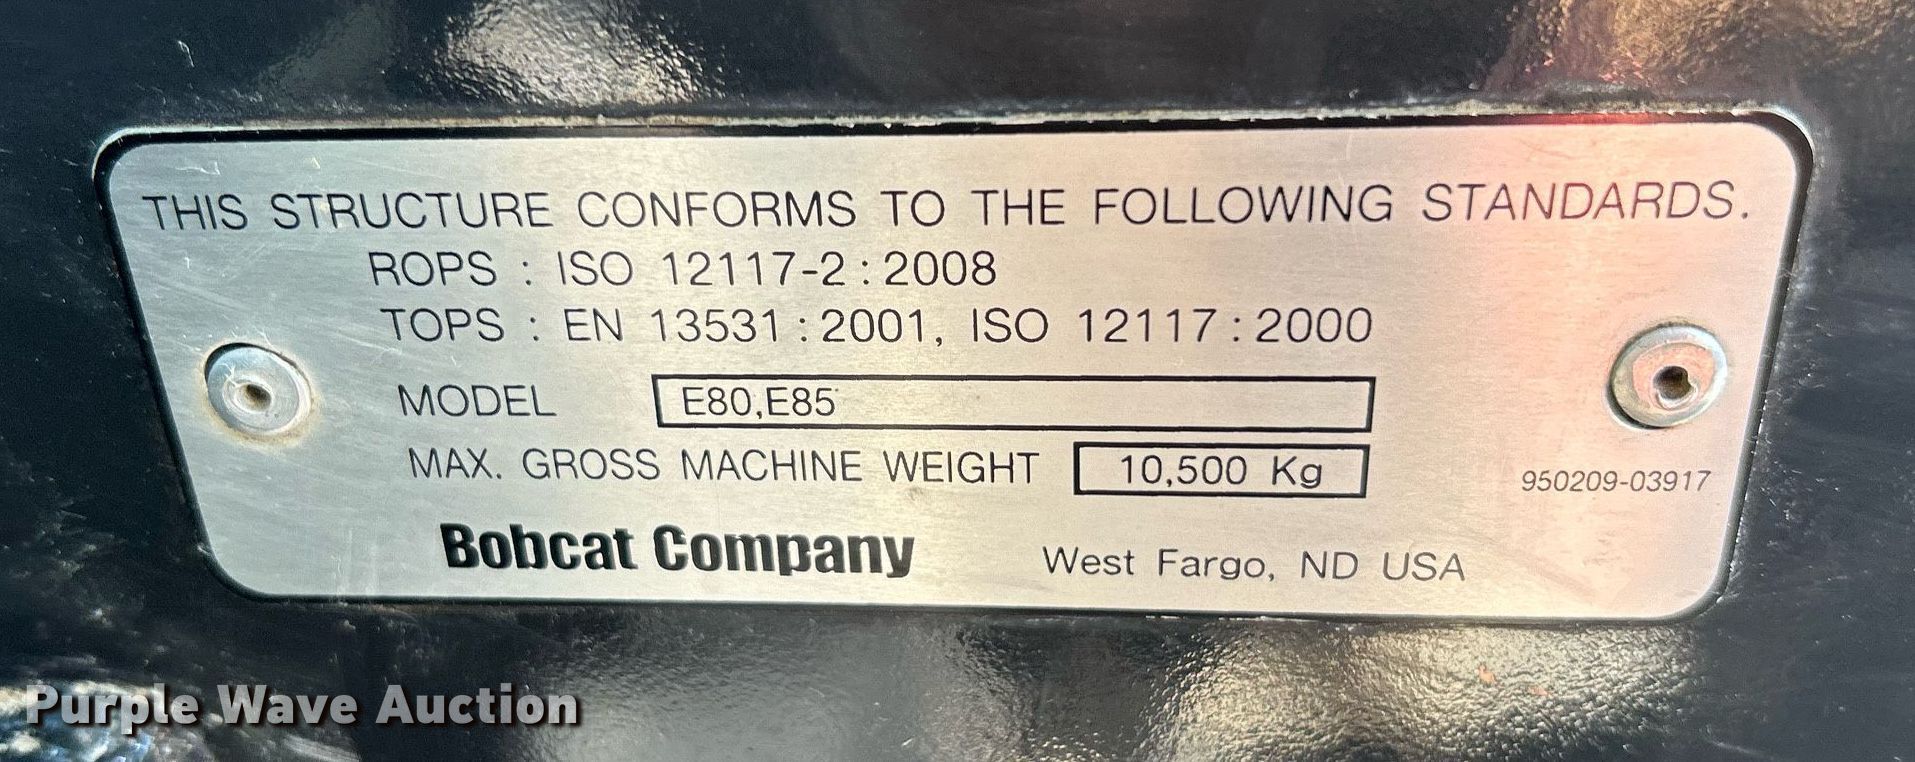 THIS STRUCTURE CONFORMS TO THE FOLLOWING STANDARDS.
ROPS : ISO 12117-2 : 2008
TOPS : EN 13531 : 2001, ISO 12117 : 2000
MODEL E80,E85
MAX. GROSS MACHINE WEIGHT 10,500 Kg
950209-03917
Bobcat Company West Fargo, ND USA
Purple Wave Auction